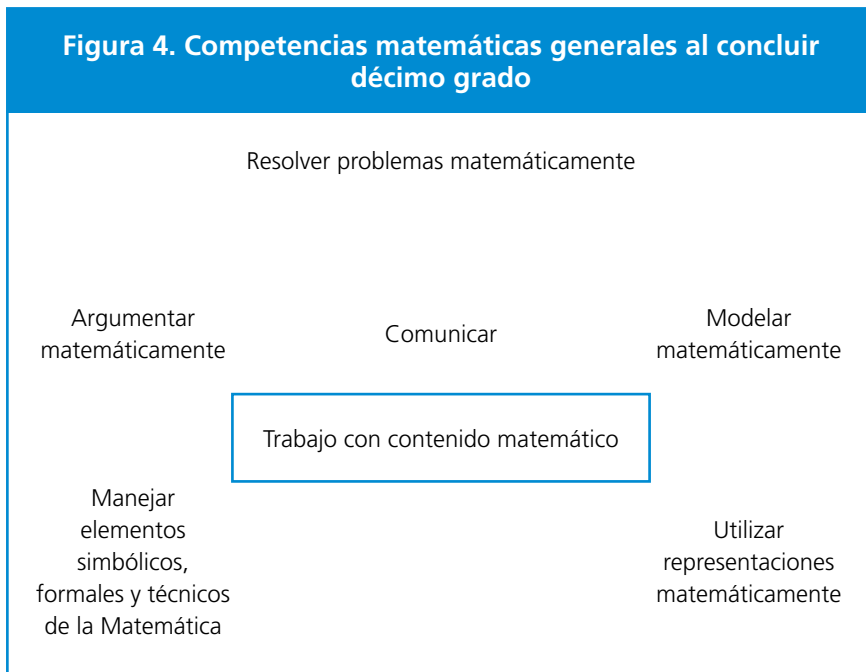 Figura 4. Competencias matemáticas generales al concluir
décimo grado
Resolver problemas matemáticamente
Argumentar
matemáticamente
Comunicar
Modelar
matemáticamente
Trabajo con contenido matemático
Manejar
elementos
simbólicos,
formales y técnicos
de la Matemática
Utilizar
representaciones
matemáticamente